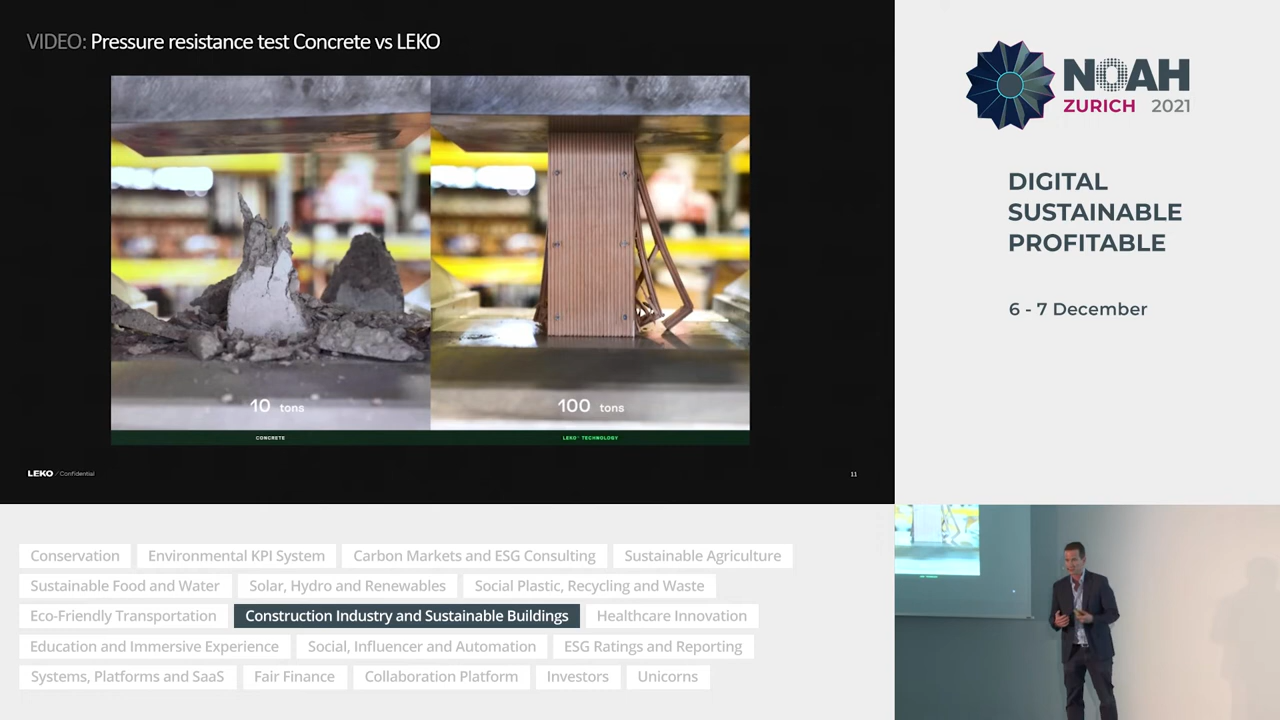 VIDEO: Pressure resistance test Concrete vs LEKO
10 tons
100 tons
CONCRETE
LEKO° TECHNOLOGY
LEKO / Confidential
11
NOAH
ZURICH 2021
DIGITAL
SUSTAINABLE
PROFITABLE
6 - 7 December
Conservation Environmental KPI System Carbon Markets and ESG Consulting Sustainable Agriculture
Sustainable Food and Water Solar, Hydro and Renewables Social Plastic, Recycling and Waste
Eco-Friendly Transportation Construction Industry and Sustainable Buildings Healthcare Innovation
Education and Immersive Experience Social, Influencer and Automation ESG Ratings and Reporting
Systems, Platforms and SaaS Fair Finance Collaboration Platform Investors Unicorns